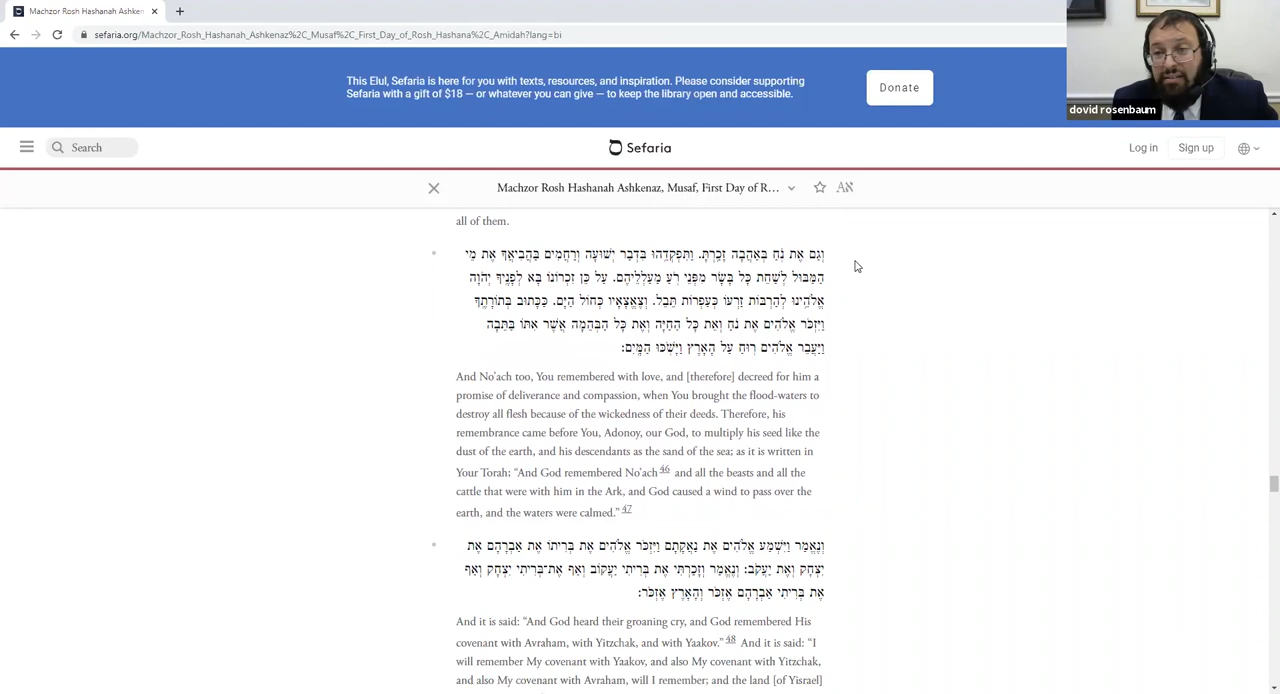 Machzor Rosh Hashanah Ashken
sefaria.org/Machzor_Rosh_Hashanah_Ashkenaz%2C_Musaf%2C_First_Day_of_Rosh_Hashana%2C_Amidah?lang=bi
This Elul, Sefaria is here for you with texts, resources, and inspiration. Please consider supporting
Sefaria with a gift of $18 — or whatever you can give — to keep the library open and accessible.
Donate
dovid rosenbaum
Search
Sefaria
Log in
Sign up
Machzor Rosh Hashanah Ashkenaz, Musaf, First Day of R...
Aא
all of them.
וְגַם אֶת נֹחַ בְּאַהֲבָה זָכַרְתָּ. וַתִּפְקְדֵהוּ בִּדְבַר יְשׁוּעָה וְרַחֲמִים בַּהֲבִיאֲךָ אֶת מֵי
הַמַּבּוּל לְשַׁחֵת כָּל בָּשָׂר מִפְּנֵי רֹעַ מַעַלְלֵיהֶם. עַל כֵּן זִכְרוֹנוֹ בָּא לְפָנֶיךָ יְהֹוָה
אֱלֹהֵינוּ לְהַרְבּוֹת זַרְעוֹ כְּעַפְרוֹת תֵּבֵל. וְצֶאֱצָאָיו כְּחוֹל הַיָּם. כַּכָּתוּב בְּתוֹרָתֶךָ
וַיִּזְכֹּר אֱלֹהִים אֶת נֹחַ וְאֵת כָּל הַחַיָּה וְאֶת כָּל הַבְּהֵמָה אֲשֶׁר אִתּוֹ בַּתֵּבָה
וַיַּעֲבֵר אֱלֹהִים רוּחַ עַל הָאָרֶץ וַיָּשֹׁכּוּ הַמָּיִם:
And No'ach too, You remembered with love, and [therefore] decreed for him a
promise of deliverance and compassion, when You brought the flood-waters to
destroy all flesh because of the wickedness of their deeds. Therefore, his
remembrance came before You, Adonoy, our God, to multiply his seed like the
dust of the earth, and his descendants as the sand of the sea; as it is written in
Your Torah; “And God remembered No'ach 46 and all the beasts and all the
cattle that were with him in the Ark, and God caused a wind to pass over the
earth, and the waters were calmed.” 47
וְנֶאֱמַר וַיִּשְׁמַע אֱלֹהִים אֶת נַאֲקָתָם וַיִּזְכֹּר אֱלֹהִים אֶת בְּרִיתוֹ אֶת אַבְרָהָם אֶת
יִצְחָק וְאֶת יַעֲקֹב: וְנֶאֱמַר וְזָכַרְתִּי אֶת בְּרִיתִי יַעֲקוֹב וְאַף אֶת־בְּרִיתִי יִצְחָק וְאַף
אֶת בְּרִיתִי אַבְרָהָם אֶזְכֹּר וְהָאָרֶץ אֶזְכֹּר:
And it is said: “And God heard their groaning cry, and God remembered His
covenant with Avraham, with Yitzchak, and with Yaakov.” 48 And it is said: “I
will remember My covenant with Yaakov, and also My covenant with Yitzchak,
and also My covenant with Avraham, will I remember; and the land [of Yisrael]